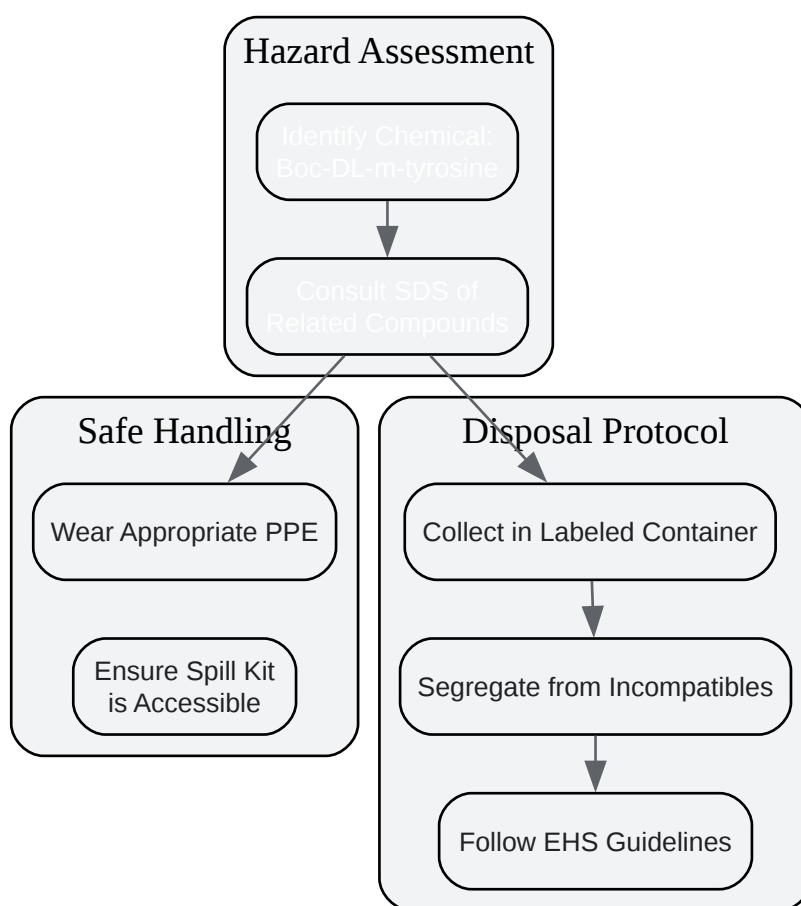 Hazard Assessment
Identify Chemical:
Boc-DL-m-tyrosine
Consult SDS of
Related Compounds
Safe Handling
Wear Appropriate PPE
Ensure Spill Kit
is Accessible
Disposal Protocol
Collect in Labeled Container
Segregate from Incompatibles
Follow EHS Guidelines